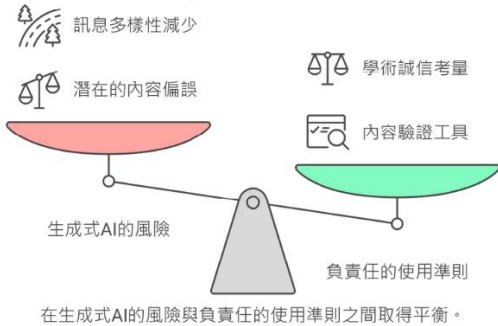 訊息多樣性減少
潛在的內容偏誤
學術誠信考量
內容驗證工具
生成式AI的風險
負責任的使用準則
在生成式AI的風險與負責任的使用準則之間取得平衡。